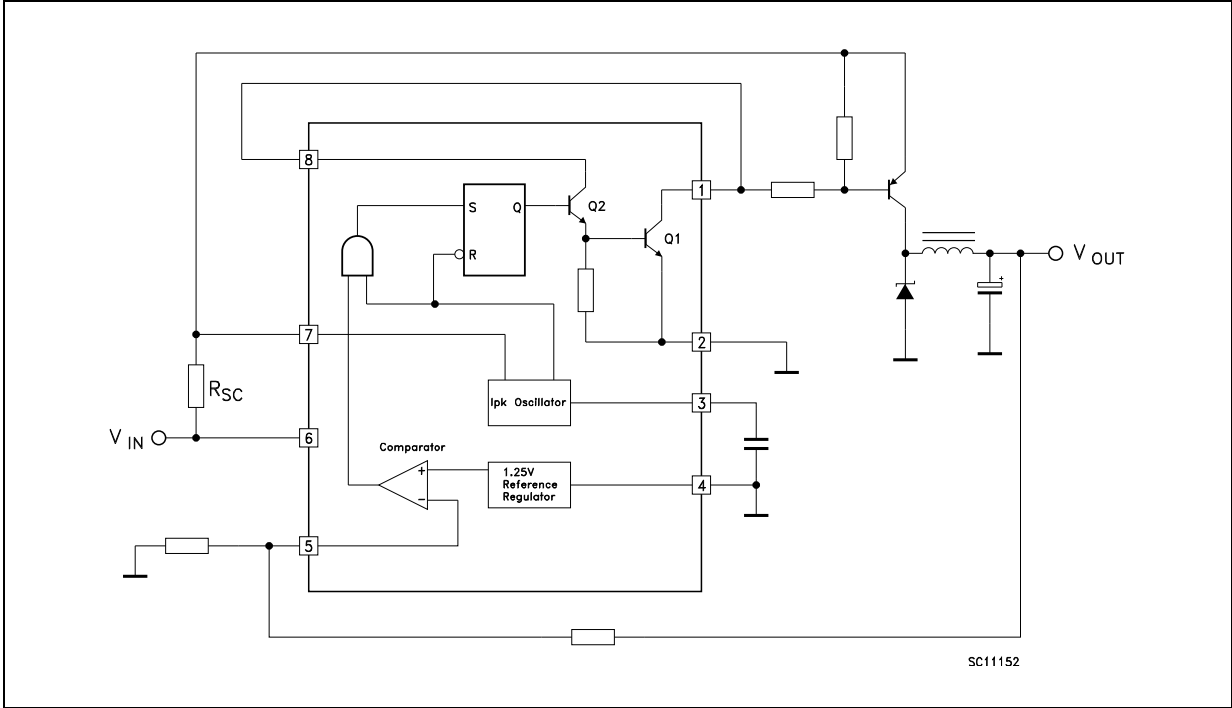 8
1
S
Q
Q2
Q1
R
7
2
RSC
Ipk Oscillator
3
V IN
6
Comparator
+
1.25V
Reference
Regulator
−
4
5
+
V OUT
SC11152